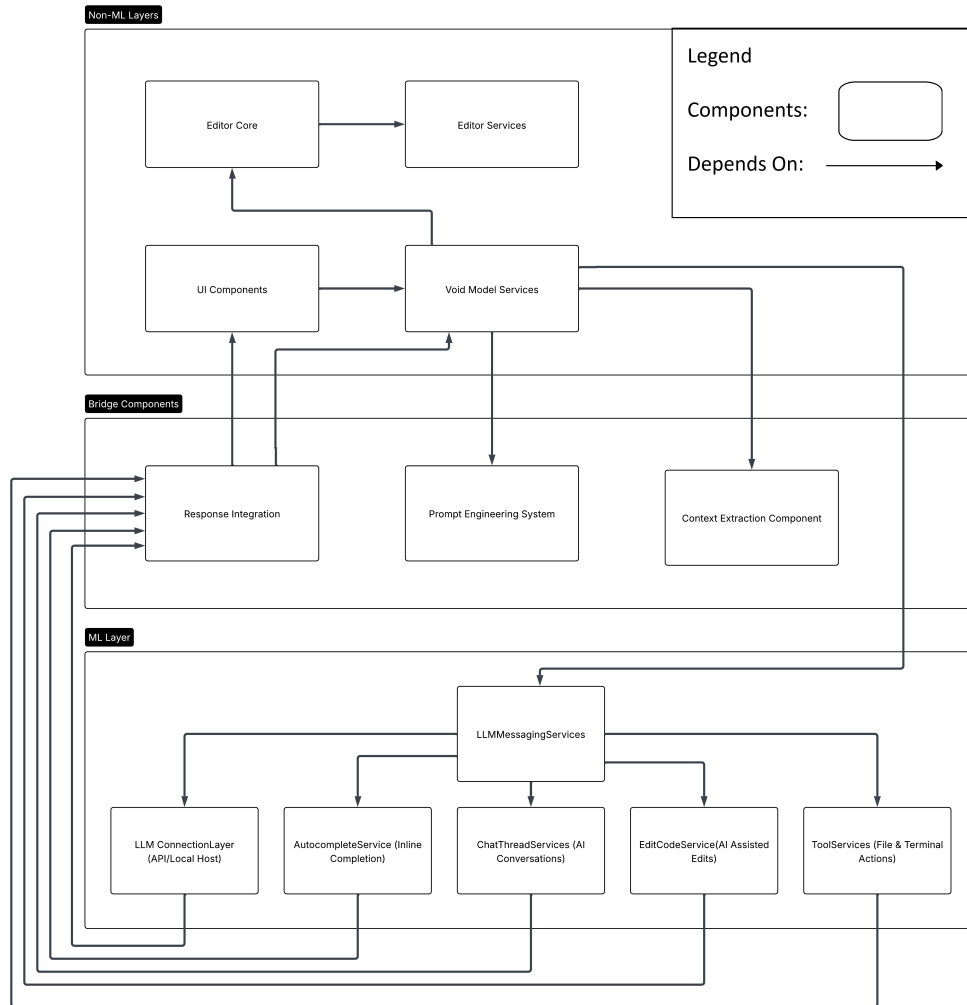 Non-ML Layers
Legend
Components:
Depends On:
Editor Core
Editor Services
UI Components
Void Model Services
Bridge Components
Response Integration
Prompt Engineering System
Context Extraction Component
ML Layer
LLMMessagingServices
LLM ConnectionLayer
(API/Local Host)
AutocompleteService (Inline
Completion)
ChatThreadServices (AI
Conversations)
EditCodeService(AI Assisted
Edits)
ToolServices (File & Terminal
Actions)